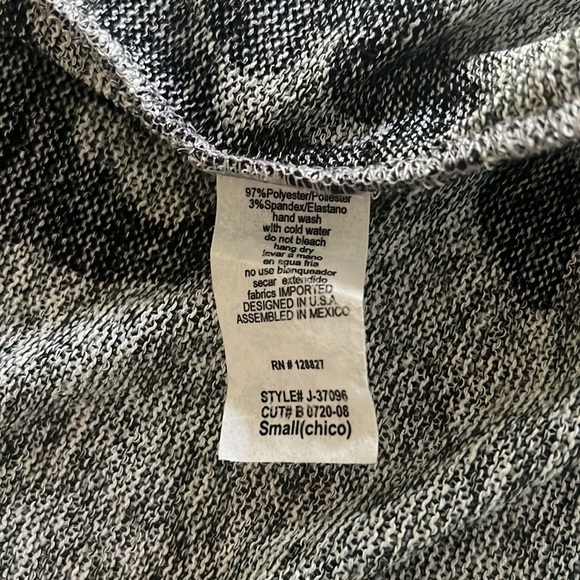 97%Polyester/Poliester
3%Spandex/Elastano
hand wash
with cold water
do not bleach
hang dry
levar a mano
en agua fria
no use blanqueador
secar extendido
fabrics IMPORTED
DESIGNED IN U.S.A
ASSEMBLED IN MEXICO
RN # 128827
STYLE# J-37096
CUT# B 0720-08
Small(chico)